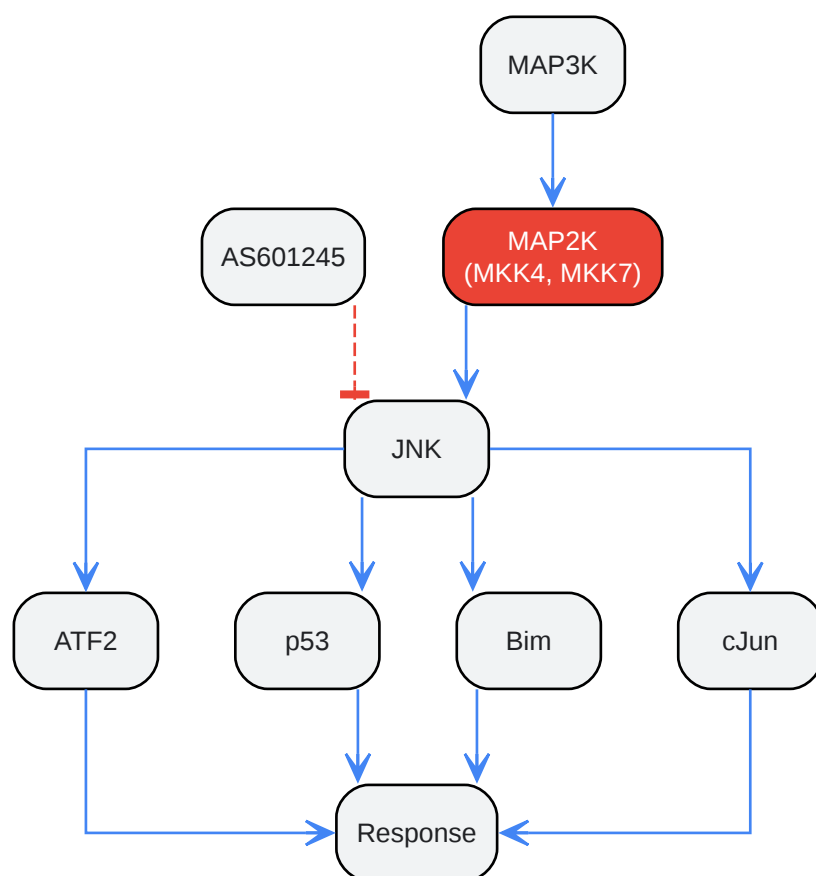 MAP3K
AS601245
MAP2K
(MKK4, MKK7)
JNK
ATF2
p53
Bim
cJun
Response